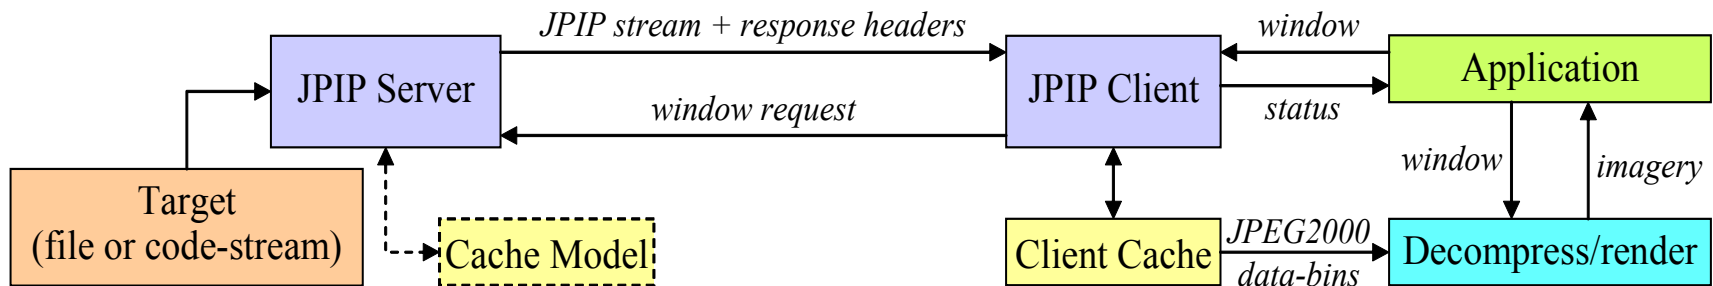 JPIP stream + response headers
window
JPIP Server
JPIP Client
Application
window request
status
window
imagery
Target
(file or code-stream)
Cache Model
Client Cache
JPEG2000
data-bins
Decompress/render